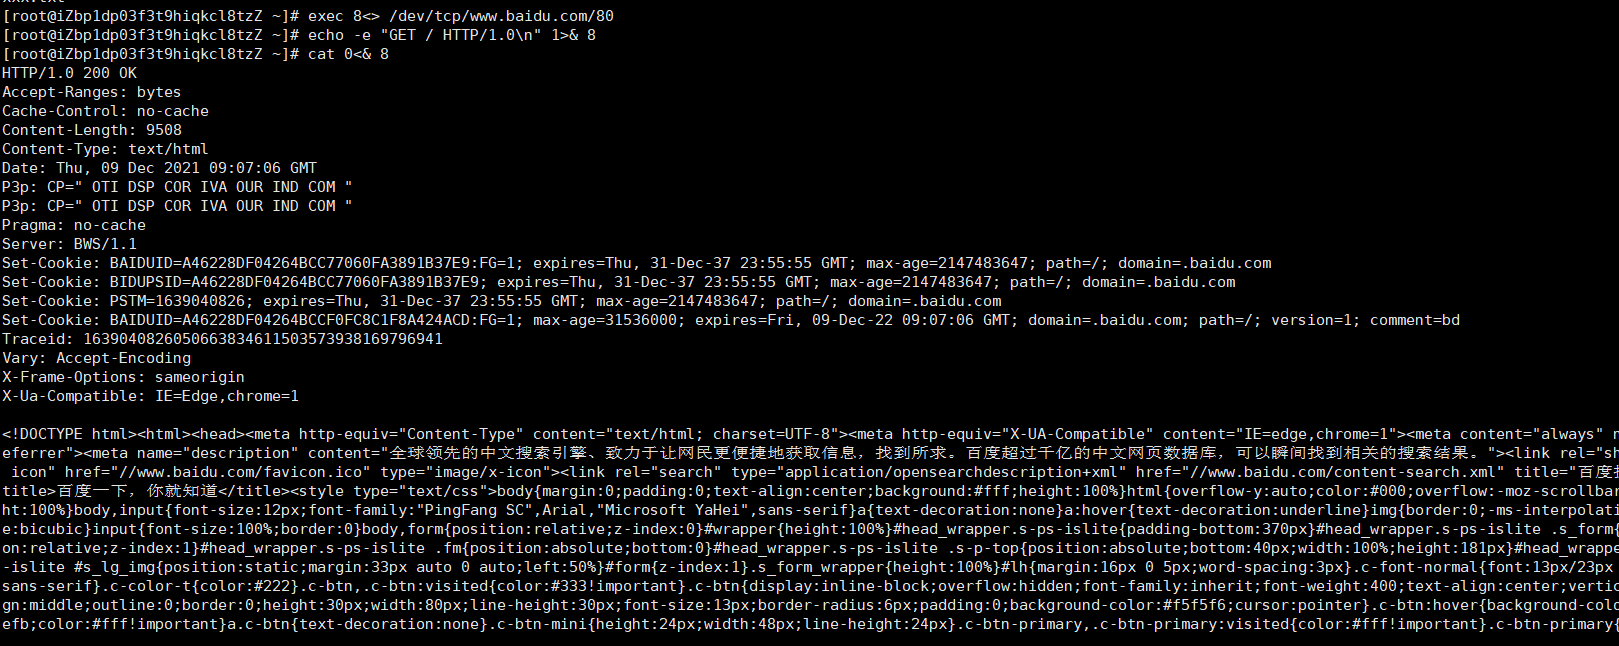 xxx.txt
[root@iZbp1dp03f3t9hiqkcl8tzZ ~]# exec 8<> /dev/tcp/www.baidu.com/80
[root@iZbp1dp03f3t9hiqkcl8tzZ ~]# echo -e "GET / HTTP/1.0\n" 1>& 8
[root@iZbp1dp03f3t9hiqkcl8tzZ ~]# cat 0<& 8
HTTP/1.0 200 OK
Accept-Ranges: bytes
Cache-Control: no-cache
Content-Length: 9508
Content-Type: text/html
Date: Thu, 09 Dec 2021 09:07:06 GMT
P3p: CP=" OTI DSP COR IVA OUR IND COM "
P3p: CP=" OTI DSP COR IVA OUR IND COM "
Pragma: no-cache
Server: BWS/1.1
Set-Cookie: BAIDUID=A46228DF04264BCC77060FA3891B37E9:FG=1; expires=Thu, 31-Dec-37 23:55:55 GMT; max-age=2147483647; path=/; domain=.baidu.com
Set-Cookie: BIDUPSID=A46228DF04264BCC77060FA3891B37E9; expires=Thu, 31-Dec-37 23:55:55 GMT; max-age=2147483647; path=/; domain=.baidu.com
Set-Cookie: PSTM=1639040826; expires=Thu, 31-Dec-37 23:55:55 GMT; max-age=2147483647; path=/; domain=.baidu.com
Set-Cookie: BAIDUID=A46228DF04264BCCF0FC8C1F8A424ACD:FG=1; max-age=31536000; expires=Fri, 09-Dec-22 09:07:06 GMT; domain=.baidu.com; path=/; version=1; comment=bd
Traceid: 1639040826050663834611503573938169796941
Vary: Accept-Encoding
X-Frame-Options: sameorigin
X-Ua-Compatible: IE=Edge,chrome=1
<!DOCTYPE html><html><head><meta http-equiv="Content-Type" content="text/html; charset=UTF-8"><meta http-equiv="X-UA-Compatible" content="IE=edge,chrome=1"><meta content="always" n
eferrer"><meta name="description" content="全球领先的中文搜索引擎、致力于让网民更便捷地获取信息，找到所求。百度超过千亿的中文网页数据库，可以瞬间找到相关的搜索结果。"><link rel="sh
 icon" href="//www.baidu.com/favicon.ico" type="image/x-icon"><link rel="search" type="application/opensearchdescription+xml" href="//www.baidu.com/content-search.xml" title="百度搜
title>百度一下，你就知道</title><style type="text/css">body{margin:0;padding:0;text-align:center;background:#fff;height:100%}html{overflow-y:auto;color:#000;overflow:-moz-scrollbar
ht:100%}body,input{font-size:12px;font-family:"PingFang SC",Arial,"Microsoft YaHei",sans-serif}a{text-decoration:none}a:hover{text-decoration:underline}img{border:0;-ms-interpolati
e:bicubic}input{font-size:100%;border:0}body,form{position:relative;z-index:0}#wrapper{height:100%}#head_wrapper.s-ps-islite{padding-bottom:370px}#head_wrapper.s-ps-islite .s_form{
on:relative;z-index:1}#head_wrapper.s-ps-islite .fm{position:absolute;bottom:0}#head_wrapper.s-ps-islite .s-p-top{position:absolute;bottom:40px;width:100%;height:181px}#head_wrappe
-islite #s_lg_img{position:static;margin:33px auto 0 auto;left:50%}#form{z-index:1}.s_form_wrapper{height:100%}#lh{margin:16px 0 5px;word-spacing:3px}.c-font-normal{font:13px/23px
sans-serif}.c-color-t{color:#222}.c-btn,.c-btn:visited{color:#333!important}.c-btn{display:inline-block;overflow:hidden;font-family:inherit;font-weight:400;text-align:center;vertic
gn:middle;outline:0;border:0;height:30px;width:80px;line-height:30px;font-size:13px;border-radius:6px;padding:0;background-color:#f5f5f6;cursor:pointer}.c-btn:hover{background-colo
efb;color:#fff!important}a.c-btn{text-decoration:none}.c-btn-mini{height:24px;width:48px;line-height:24px}.c-btn-primary,.c-btn-primary:visited{color:#fff!important}.c-btn-primary{